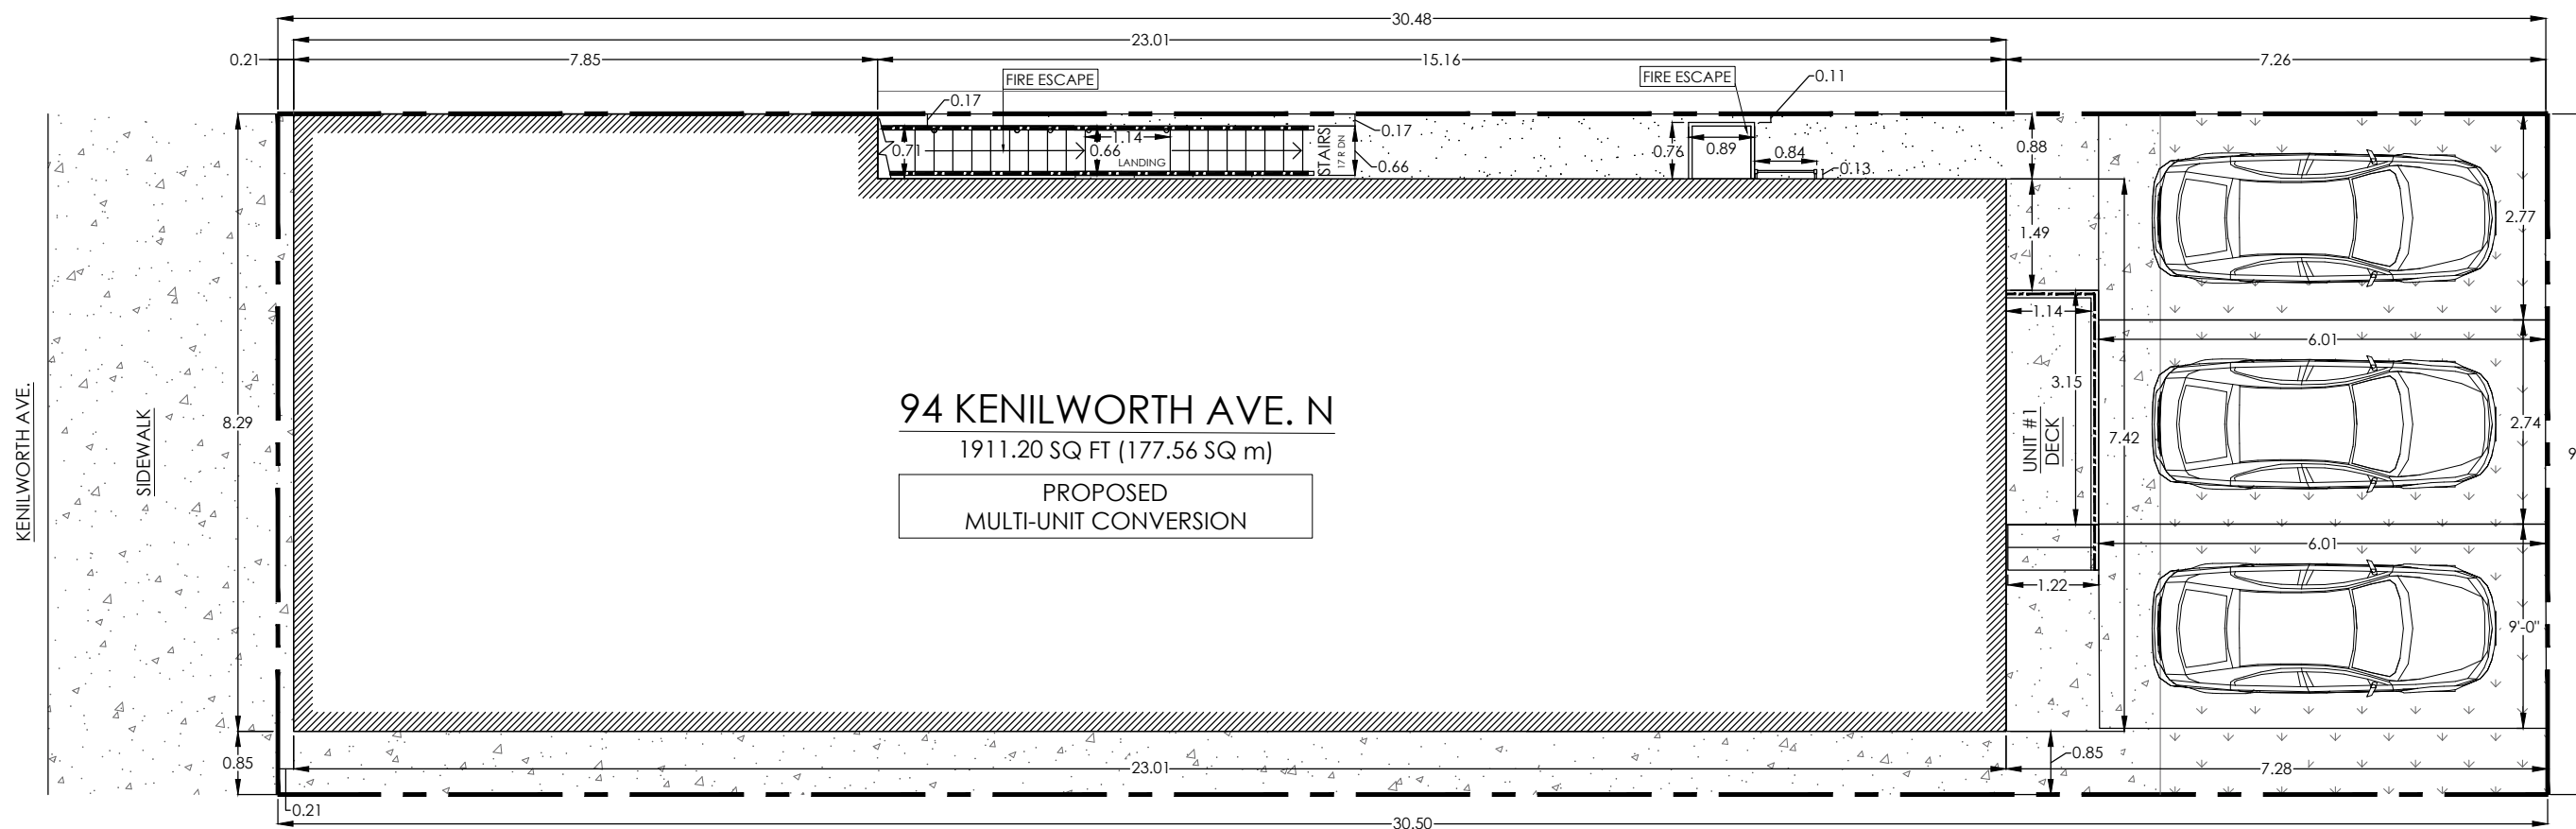 30.48
23.01
0.21
7.85
15.16
7.26
FIRE ESCAPE
FIRE ESCAPE
0.11
0.17
0.17
0.71
1.14
0.66
LANDING
STAIRS
17 R DN
0.66
0.76
0.89
0.84
0.13
0.88
1.49
2.77
1.14
6.01
3.15
KENILWORTH AVE.
SIDEWALK
8.29
94 KENILWORTH AVE. N
1911.20 SQ FT (177.56 SQ m)
PROPOSED
MULTI-UNIT CONVERSION
UNIT #1
DECK
7.42
2.74
9
6.01
1.22
9'-0"
0.85
23.01
0.85
7.28
0.21
30.50